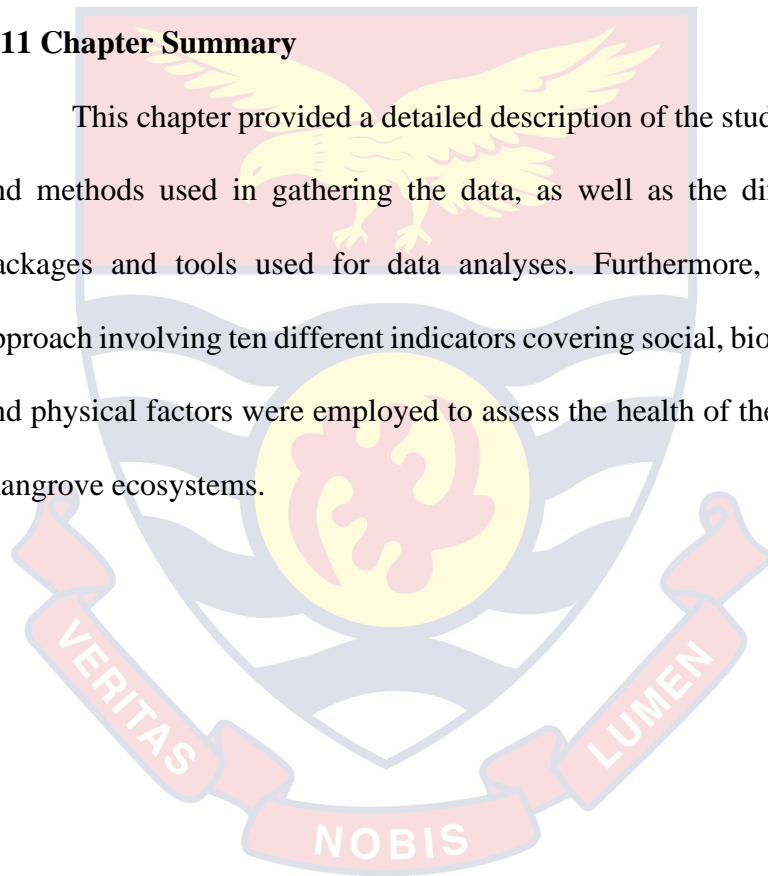 11 Chapter Summary
This chapter provided a detailed description of the stud
nd methods used in gathering the data, as well as the di
ackages and tools used for data analyses. Furthermore,
pproach involving ten different indicators covering social, bio
nd physical factors were employed to assess the health of the
angrove ecosystems.
VERITAS
NOBIS
LUMEN